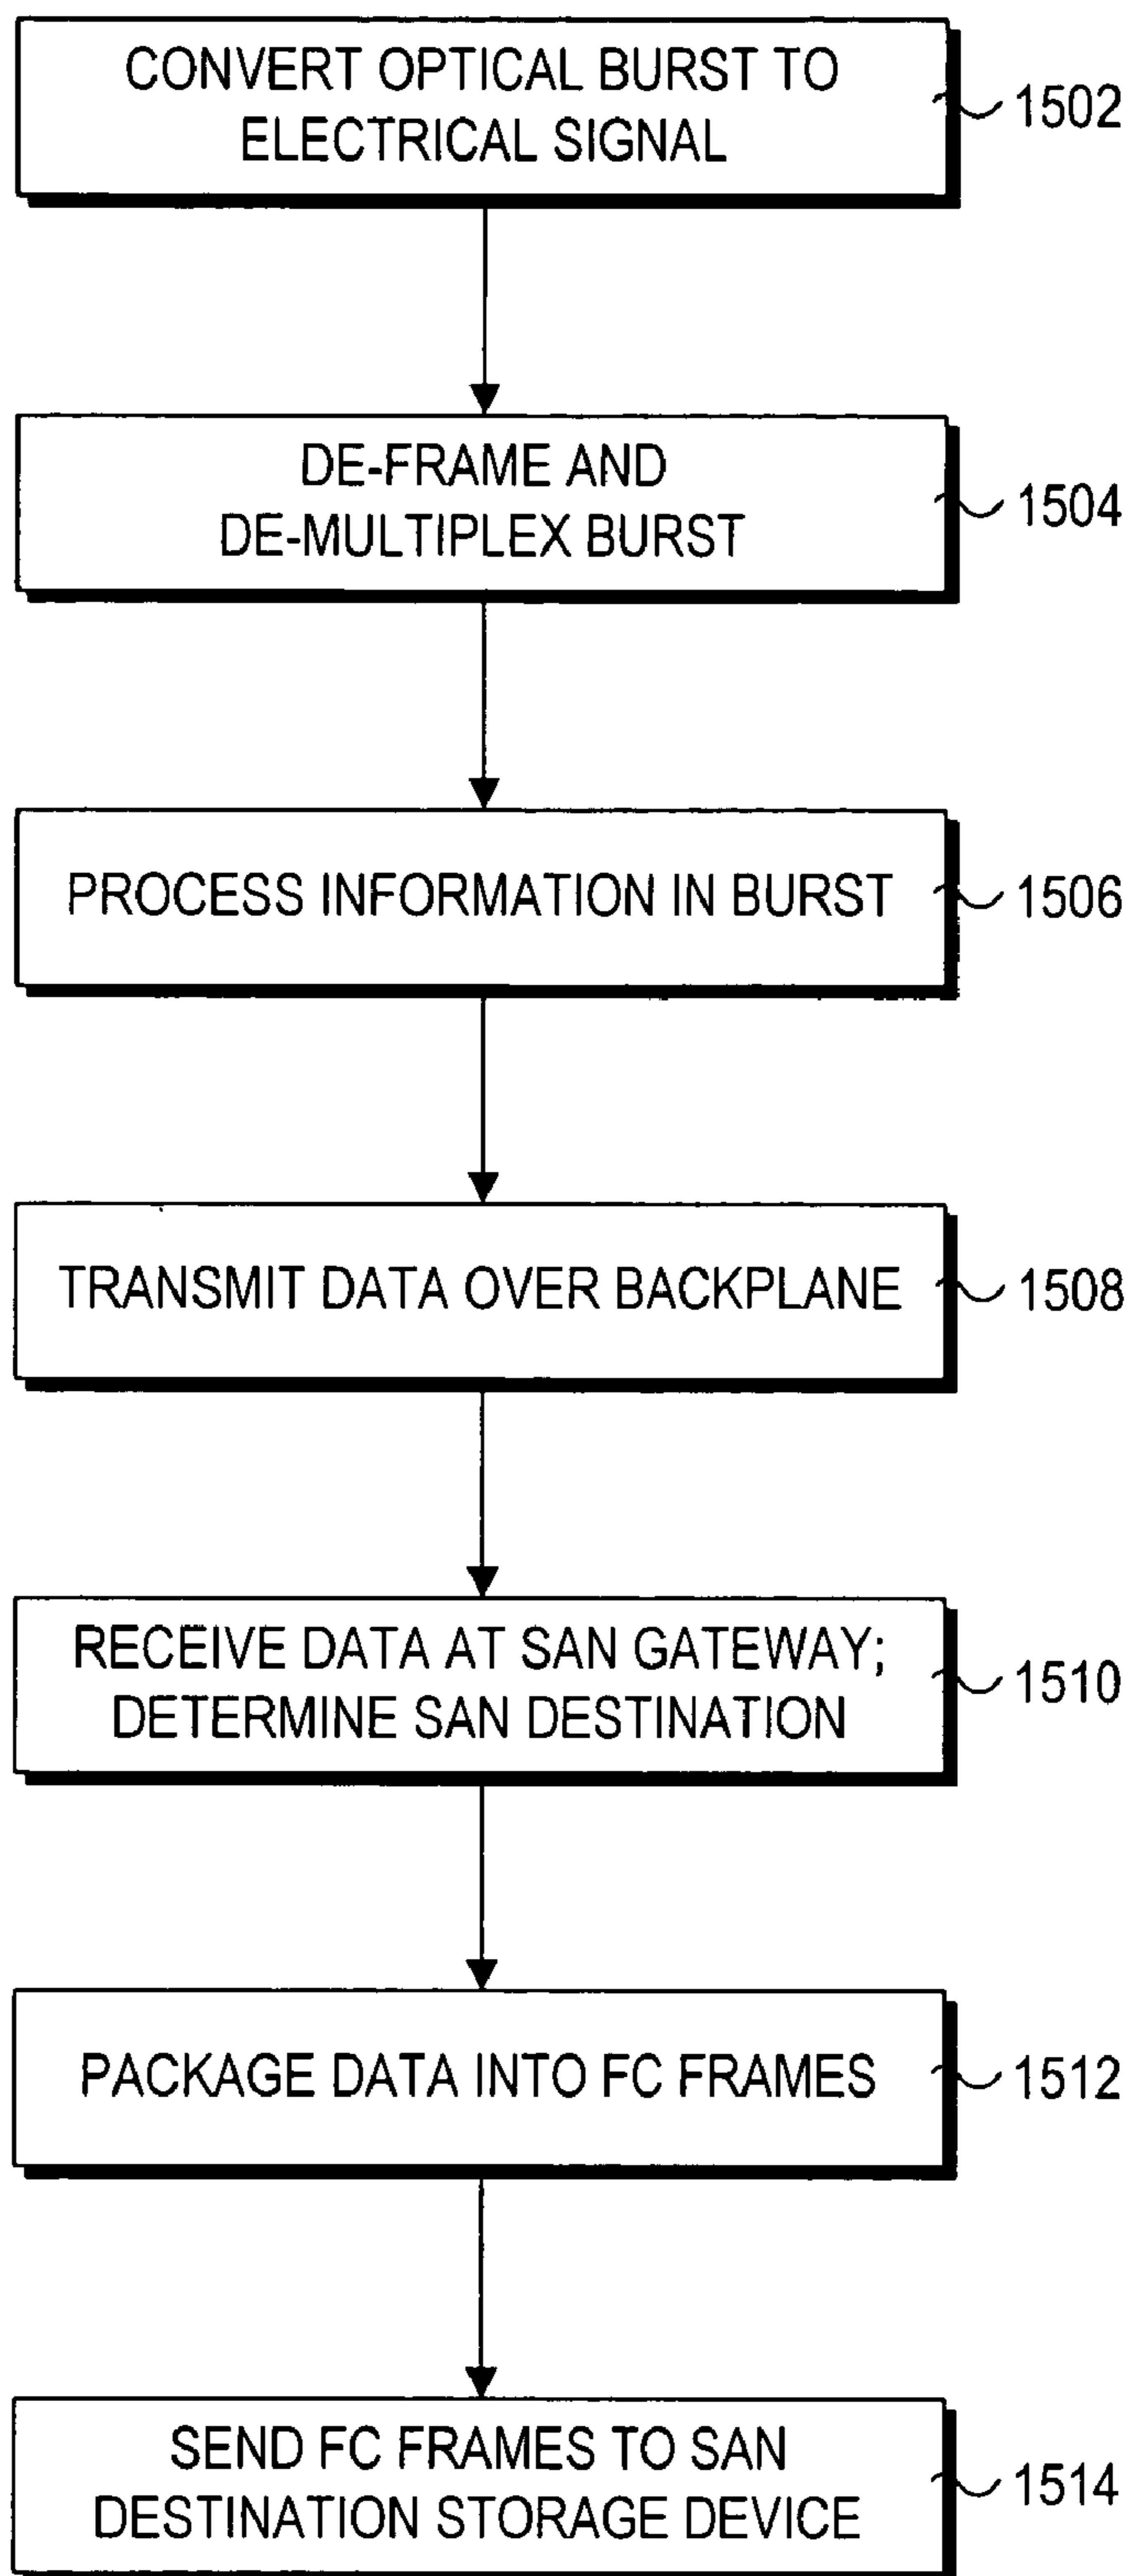 CONVERT OPTICAL BURST TO
ELECTRICAL SIGNAL
1502
DE-FRAME AND
DE-MULTIPLEX BURST
1504
PROCESS INFORMATION IN BURST
1506
TRANSMIT DATA OVER BACKPLANE
1508
RECEIVE DATA AT SAN GATEWAY;
DETERMINE SAN DESTINATION
1510
PACKAGE DATA INTO FC FRAMES
1512
SEND FC FRAMES TO SAN
DESTINATION STORAGE DEVICE
1514